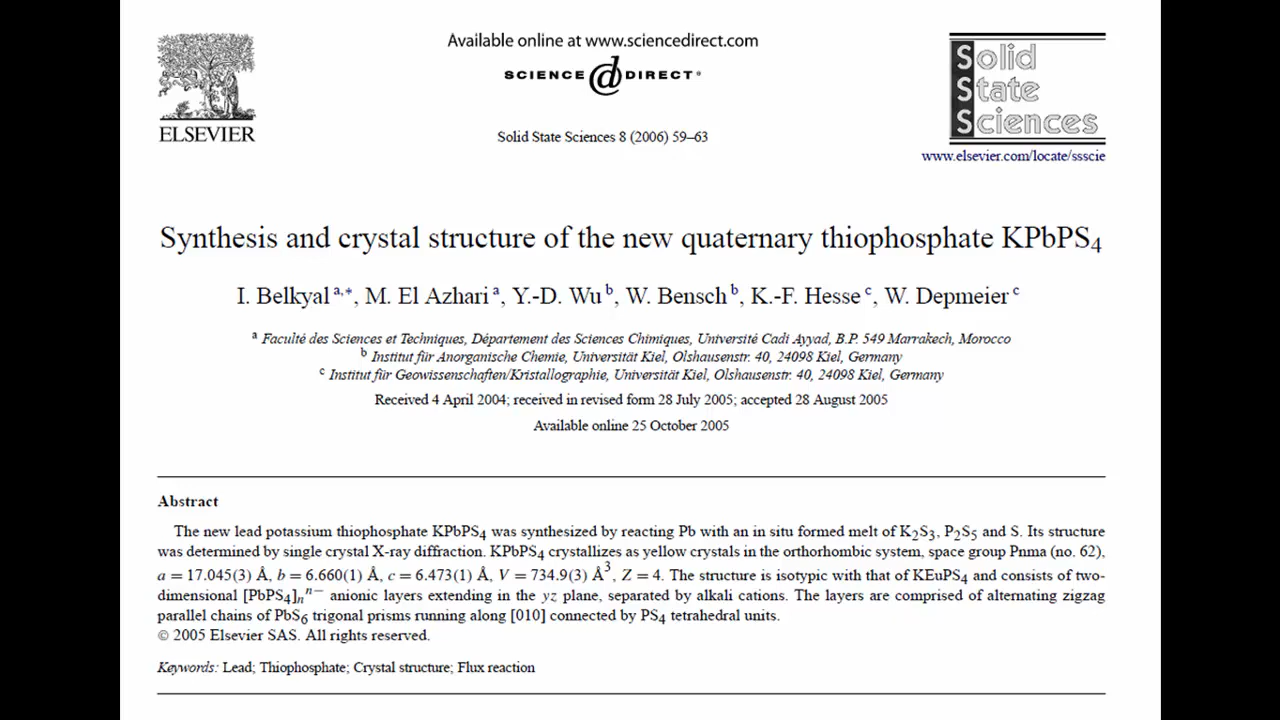 Available online at www.sciencedirect.com
SCIENCE @ DIRECT®
ELSEVIER
Solid State Sciences
Solid State Sciences 8 (2006) 59–63
www.elsevier.com/locate/ssscie
Synthesis and crystal structure of the new quaternary thiophosphate KPbPS₄
I. Belkyal ᵃ,*, M. El Azhari ᵃ, Y.-D. Wu ᵇ, W. Bensch ᵇ, K.-F. Hesse ᶜ, W. Depmeier ᶜ
ᵃ Faculté des Sciences et Techniques, Département des Sciences Chimiques, Université Cadi Ayyad, B.P. 549 Marrakech, Morocco
ᵇ Institut für Anorganische Chemie, Universität Kiel, Olshausenstr. 40, 24098 Kiel, Germany
ᶜ Institut für Geowissenschaften/Kristallographie, Universität Kiel, Olshausenstr. 40, 24098 Kiel, Germany
Received 4 April 2004; received in revised form 28 July 2005; accepted 28 August 2005
Available online 25 October 2005
Abstract
The new lead potassium thiophosphate KPbPS₄ was synthesized by reacting Pb with an in situ formed melt of K₂S₃, P₂S₅ and S. Its structure
was determined by single crystal X-ray diffraction. KPbPS₄ crystallizes as yellow crystals in the orthorhombic system, space group Pnma (no. 62),
a = 17.045(3) Å, b = 6.660(1) Å, c = 6.473(1) Å, V = 734.9(3) Å³, Z = 4. The structure is isotypic with that of KEuPS₄ and consists of two-
dimensional [PbPS₄]ₙⁿ⁻ anionic layers extending in the yz plane, separated by alkali cations. The layers are comprised of alternating zigzag
parallel chains of PbS₆ trigonal prisms running along [010] connected by PS₄ tetrahedral units.
© 2005 Elsevier SAS. All rights reserved.
Keywords: Lead; Thiophosphate; Crystal structure; Flux reaction